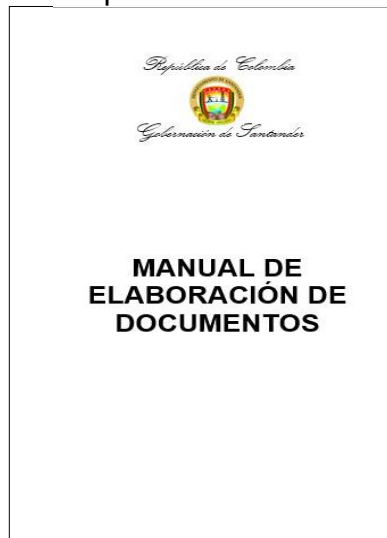 República de Colombia
Gobernación de Santander
MANUAL DE
ELABORACIÓN DE
DOCUMENTOS